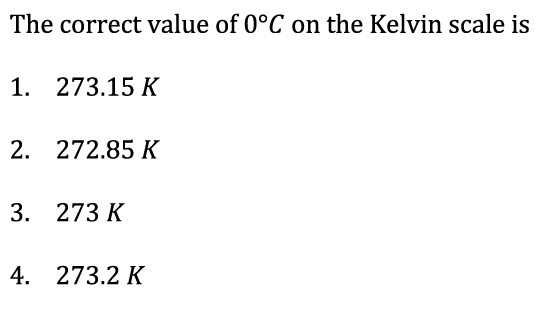 The correct value of 0°C on the Kelvin scale is
1. 273.15 K
2. 272.85 K
3. 273 K
4. 273.2 K